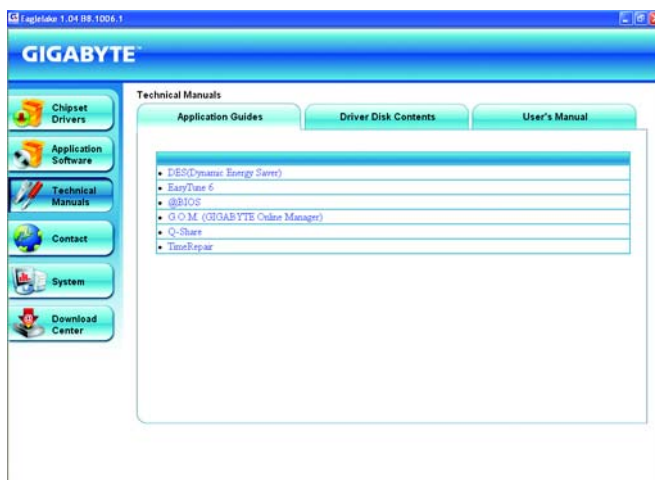 Eaglelake 1.04 B8.1006.1
GIGABYTE
Chipset
Drivers
Application
Software
Technical
Manuals
Contact
System
Download
Center
Technical Manuals
Application Guides
Driver Disk Contents
User's Manual
DES(Dynamic Energy Saver)
EasyTune 6
@BIOS
G.O.M. (GIGABYTE Online Manager)
Q-Share
TimeRepair